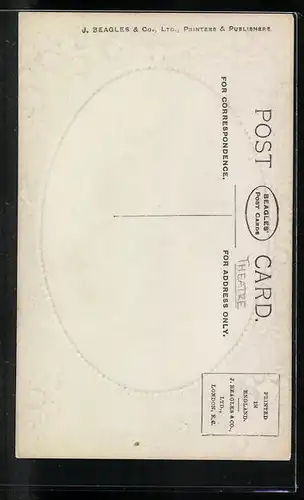 J. BEAGLES & CO., LTD., PRINTERS & PUBLISHERS
POST CARD.
BEAGLES'
POST CARDS
FOR CORRESPONDENCE.
FOR ADDRESS ONLY.
THEATRE
PRINTED
IN
ENGLAND.
J. BEAGLES & CO.,
LTD.,
LONDON, E.C.